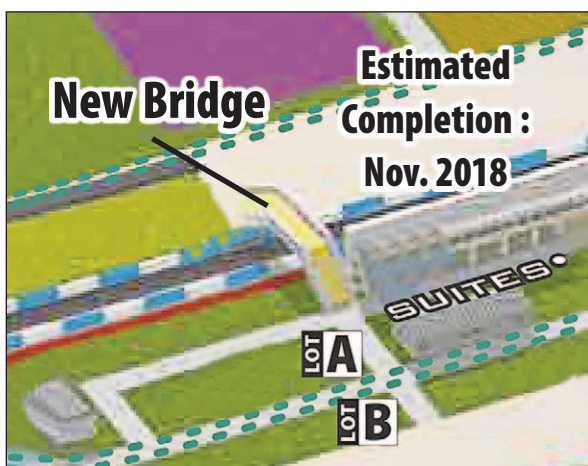 New Bridge
Estimated
Completion :
Nov. 2018
SUITES
LOT A
LOT B